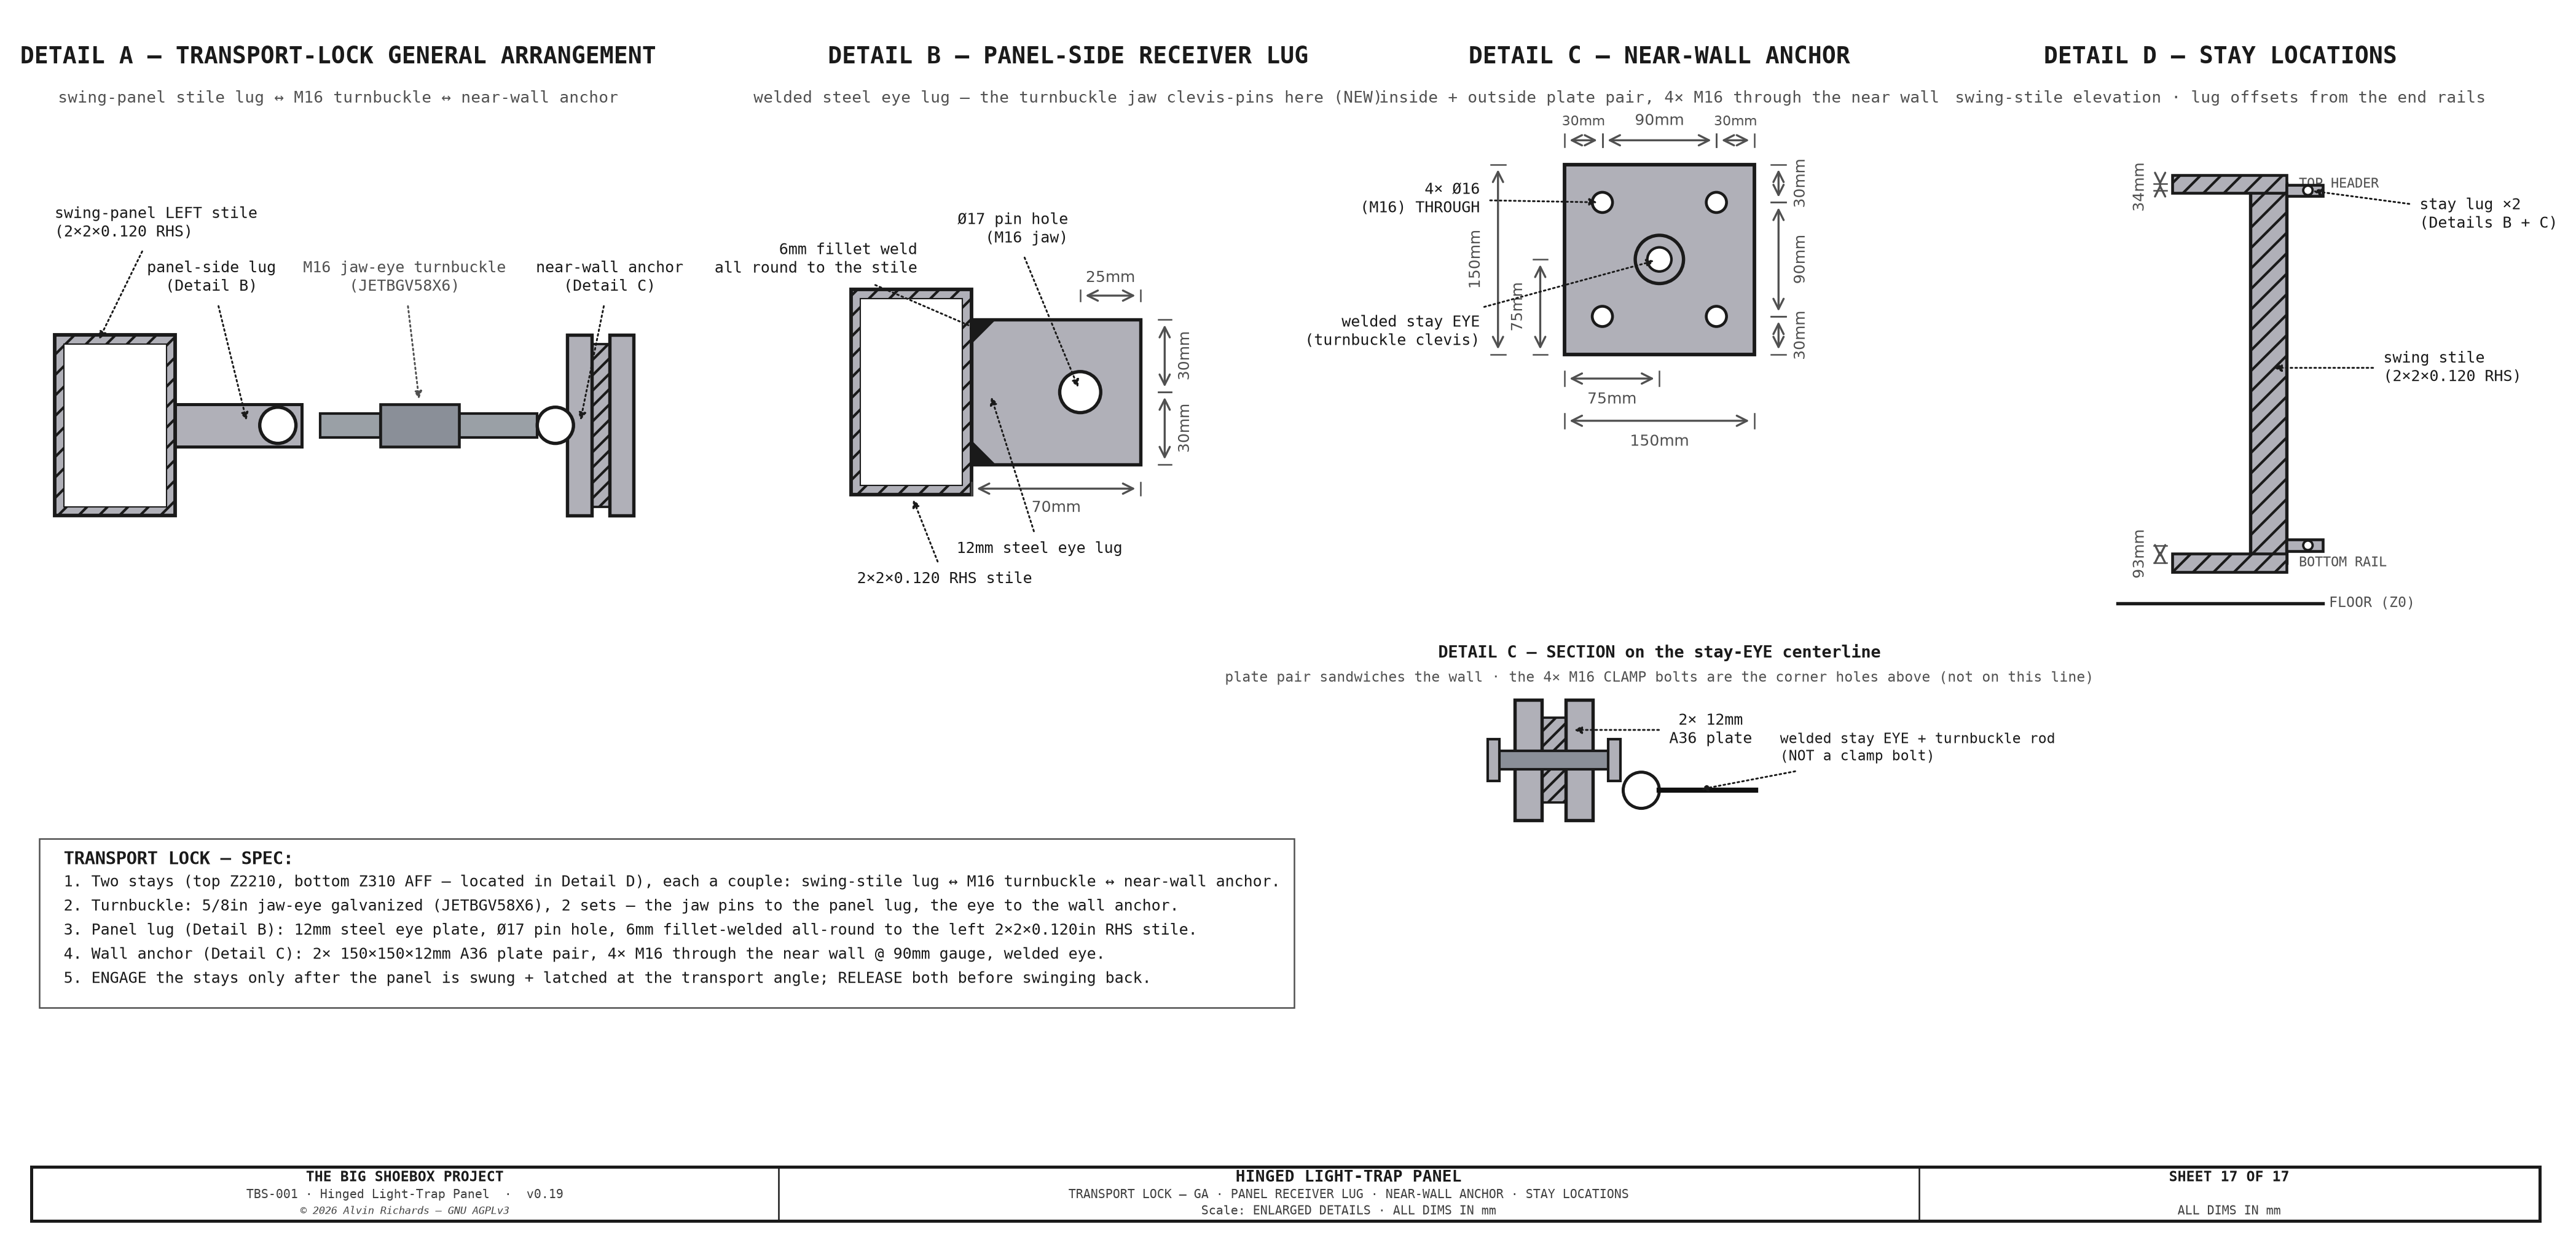 DETAIL A — TRANSPORT-LOCK GENERAL ARRANGEMENT
swing-panel stile lug ↔ M16 turnbuckle ↔ near-wall anchor
swing-panel LEFT stile
(2×2×0.120 RHS)
panel-side lug
(Detail B)
M16 jaw-eye turnbuckle
(JETBGV58X6)
near-wall anchor
(Detail C)
DETAIL B — PANEL-SIDE RECEIVER LUG
welded steel eye lug — the turnbuckle jaw clevis-pins here (NEW)
Ø17 pin hole
(M16 jaw)
6mm fillet weld
all round to the stile
25mm
30mm
30mm
70mm
12mm steel eye lug
2×2×0.120 RHS stile
DETAIL C — NEAR-WALL ANCHOR
inside + outside plate pair, 4× M16 through the near wall
30mm
90mm
30mm
4× Ø16
(M16) THROUGH
150mm
75mm
30mm
90mm
30mm
welded stay EYE
(turnbuckle clevis)
75mm
150mm
DETAIL D — STAY LOCATIONS
swing-stile elevation · lug offsets from the end rails
34mm
TOP HEADER
stay lug ×2
(Details B + C)
swing stile
(2×2×0.120 RHS)
93mm
BOTTOM RAIL
FLOOR (Z0)
DETAIL C — SECTION on the stay-EYE centerline
plate pair sandwiches the wall · the 4× M16 CLAMP bolts are the corner holes above (not on this line)
2× 12mm
A36 plate
welded stay EYE + turnbuckle rod
(NOT a clamp bolt)
TRANSPORT LOCK — SPEC:
1. Two stays (top Z2210, bottom Z310 AFF — located in Detail D), each a couple: swing-stile lug ↔ M16 turnbuckle ↔ near-wall anchor.
2. Turnbuckle: 5/8in jaw-eye galvanized (JETBGV58X6), 2 sets — the jaw pins to the panel lug, the eye to the wall anchor.
3. Panel lug (Detail B): 12mm steel eye plate, Ø17 pin hole, 6mm fillet-welded all-round to the left 2×2×0.120in RHS stile.
4. Wall anchor (Detail C): 2× 150×150×12mm A36 plate pair, 4× M16 through the near wall @ 90mm gauge, welded eye.
5. ENGAGE the stays only after the panel is swung + latched at the transport angle; RELEASE both before swinging back.
THE BIG SHOEBOX PROJECT
TBS-001 · Hinged Light-Trap Panel · v0.19
© 2026 Alvin Richards — GNU AGPLv3
HINGED LIGHT-TRAP PANEL
TRANSPORT LOCK — GA · PANEL RECEIVER LUG · NEAR-WALL ANCHOR · STAY LOCATIONS
Scale: ENLARGED DETAILS · ALL DIMS IN mm
SHEET 17 OF 17
ALL DIMS IN mm